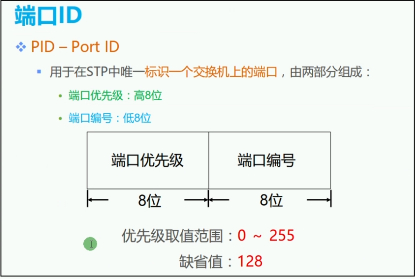 端口ID
PID – Port ID
用于在STP中唯一标识一个交换机上的端口，由两部分组成：
端口优先级：高8位
端口编号：低8位
端口优先级 端口编号
8位 8位
优先级取值范围：0 ~ 255
缺省值：128